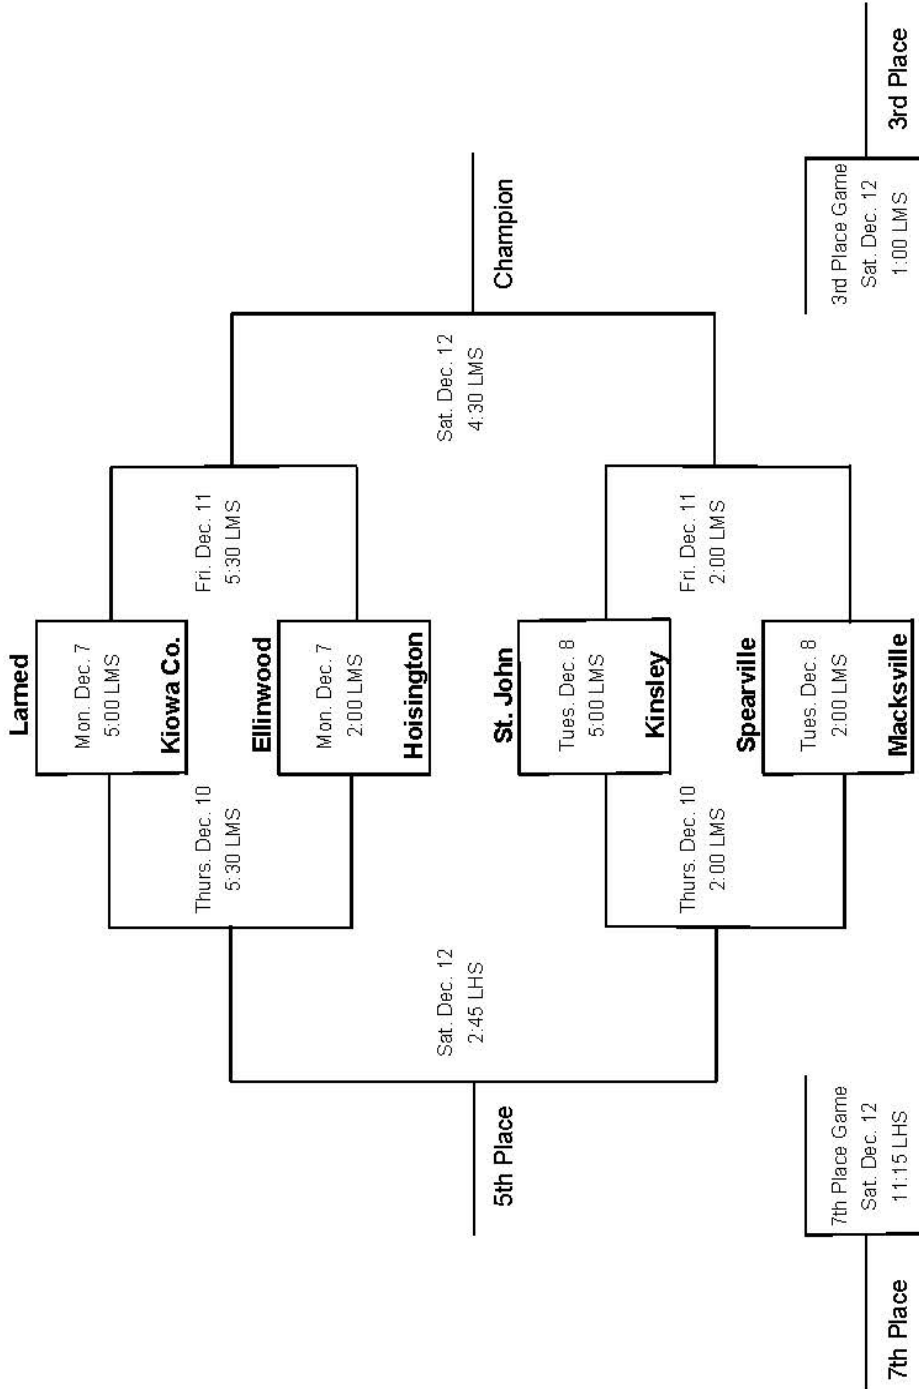 Larned
Mon. Dec. 7
5:00 LMS
Kiowa Co.
Thurs. Dec. 10
5:30 LMS
Fri. Dec. 11
5:30 LMS
Ellinwood
Mon. Dec. 7
2:00 LMS
Hoisington
Sat. Dec. 12
2:45 LHS
5th Place
Sat. Dec. 12
4:30 LMS
Champion
St. John
Tues. Dec. 8
5:00 LMS
Kinsley
Thurs. Dec. 10
2:00 LMS
Fri. Dec. 11
2:00 LMS
Spearville
Tues. Dec. 8
2:00 LMS
Macksville
7th Place Game
Sat. Dec. 12
11:15 LHS
7th Place
3rd Place Game
Sat. Dec. 12
1:00 LMS
3rd Place